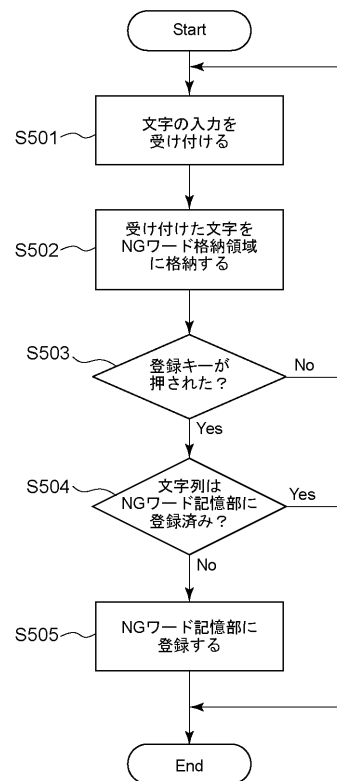 Start
S501
文字の入力を
受け付ける
S502
受け付けた文字を
NGワード格納領域
に格納する
S503
登録キーが
押された？
No
Yes
S504
文字列は
NGワード記憶部に
登録済み？
Yes
No
S505
NGワード記憶部に
登録する
End